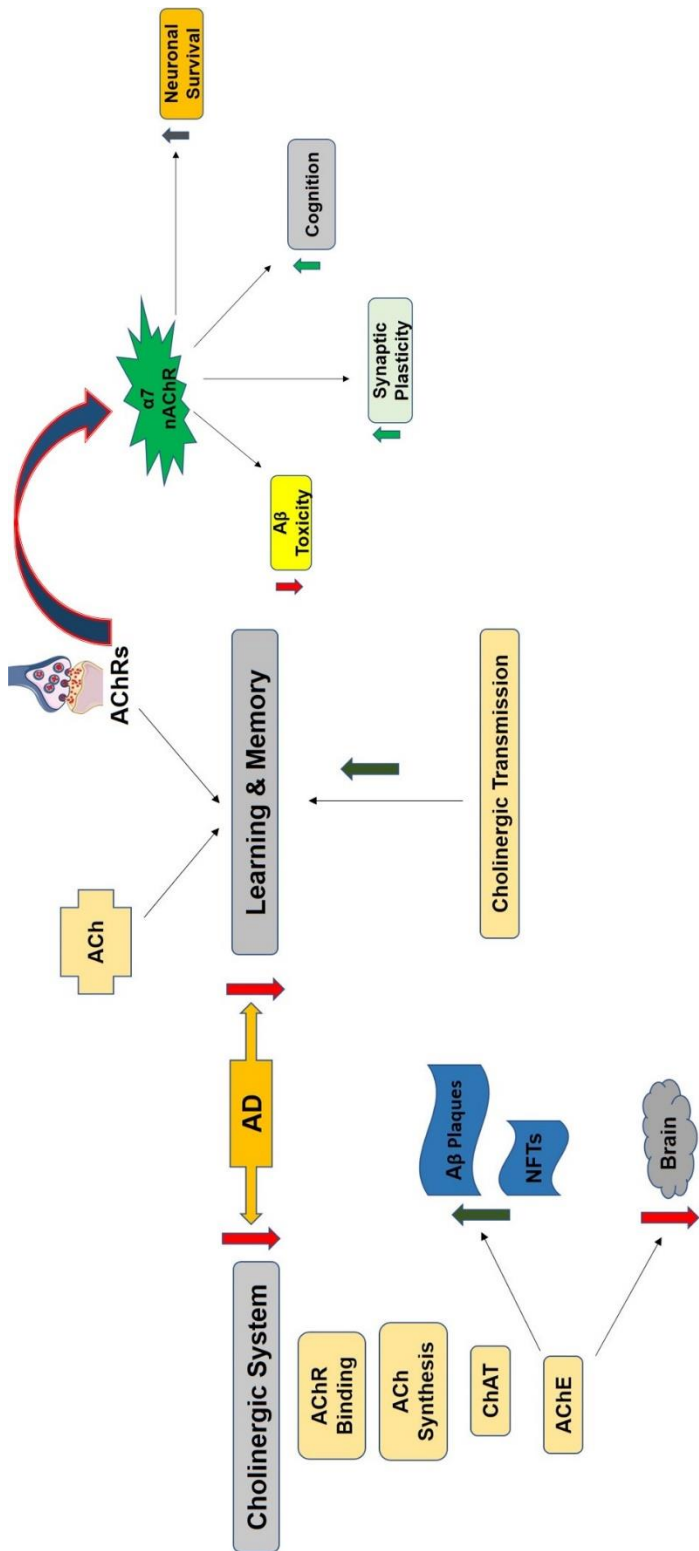 Cholinergic System
AChR
Binding
ACh
Synthesis
ChAT
AChE
AD
Aβ Plaques
NFTs
Brain
ACh
AChRs
Learning & Memory
Cholinergic Transmission
α7
nAChR
Aβ
Toxicity
Synaptic
Plasticity
Cognition
Neuronal
Survival